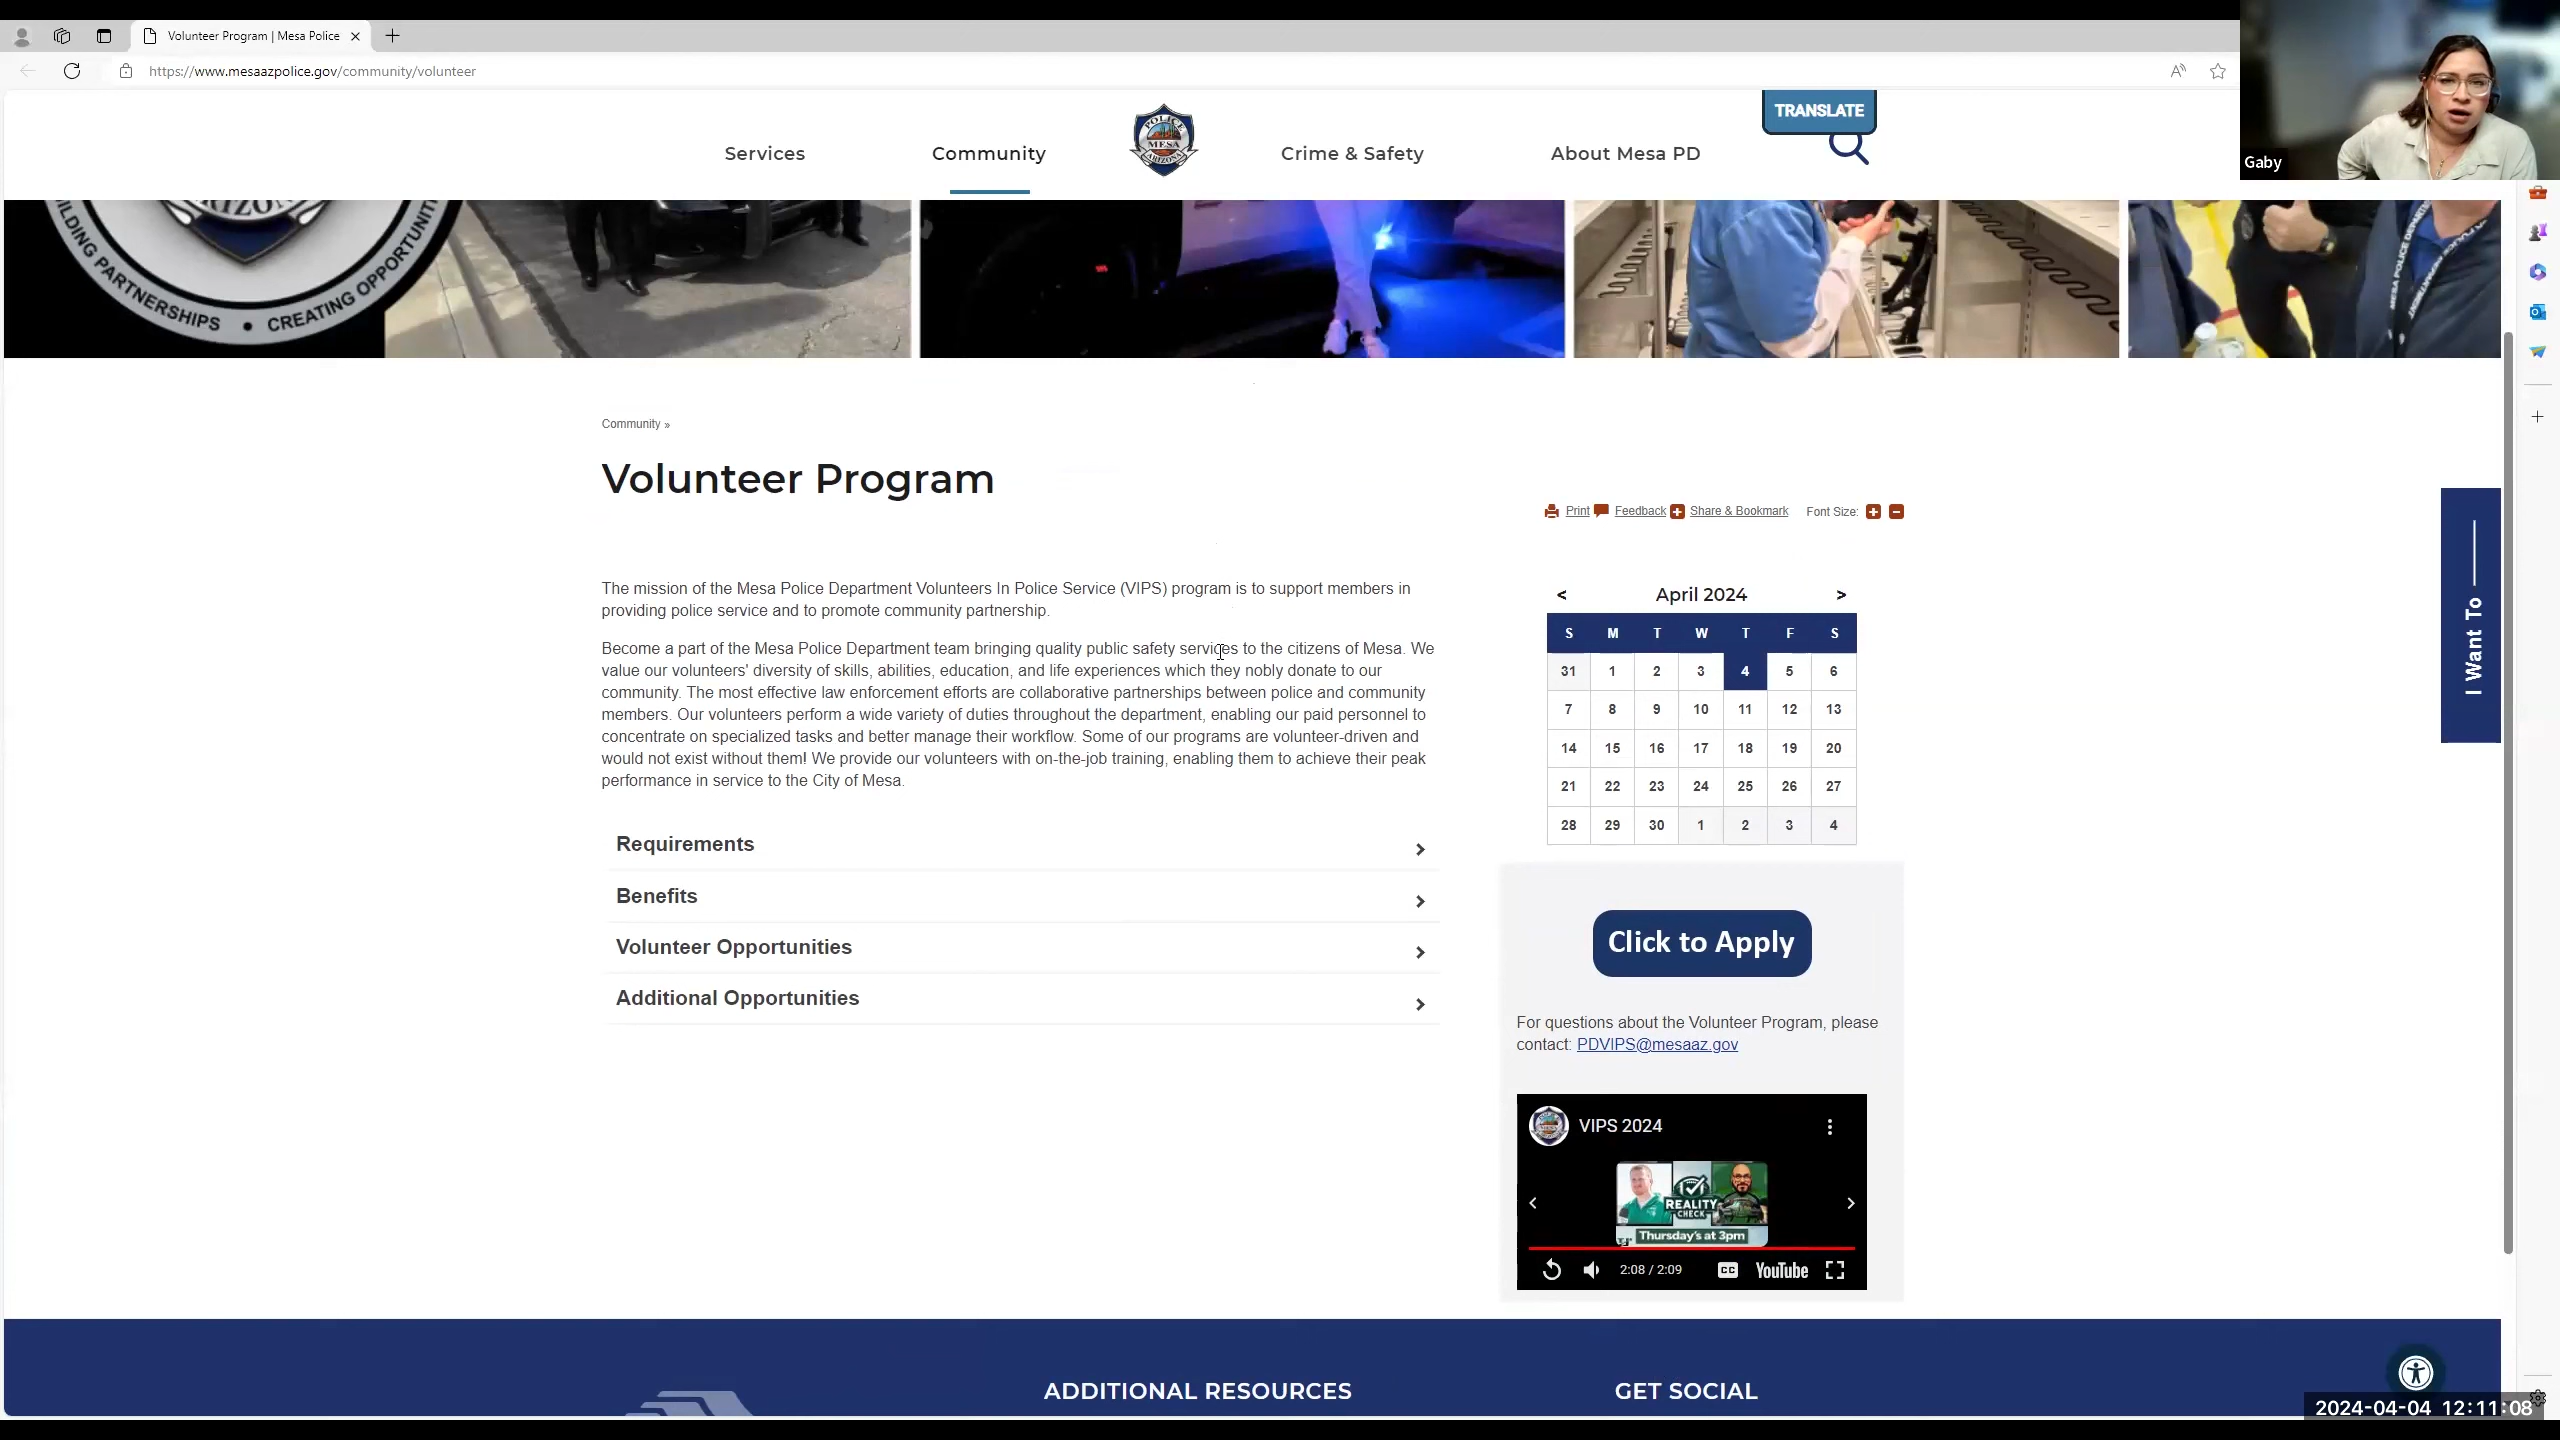 Volunteer Program | Mesa Police
https://www.mesaazpolice.gov/community/volunteer
TRANSLATE
Services
Community
POLICE
MESA
ARIZONA
Crime & Safety
About Mesa PD
Gaby
ARIZONA
BUILDING PARTNERSHIPS • CREATING OPPORTUNIT
MESA POLICE DEPARTMENT
Community »
Volunteer Program
Print
Feedback
Share & Bookmark
Font Size:
The mission of the Mesa Police Department Volunteers In Police Service (VIPS) program is to support members in
providing police service and to promote community partnership.
Become a part of the Mesa Police Department team bringing quality public safety services to the citizens of Mesa. We
value our volunteers' diversity of skills, abilities, education, and life experiences which they nobly donate to our
community. The most effective law enforcement efforts are collaborative partnerships between police and community
members. Our volunteers perform a wide variety of duties throughout the department, enabling our paid personnel to
concentrate on specialized tasks and better manage their workflow. Some of our programs are volunteer-driven and
would not exist without them! We provide our volunteers with on-the-job training, enabling them to achieve their peak
performance in service to the City of Mesa.
Requirements
Benefits
Volunteer Opportunities
Additional Opportunities
< April 2024 >
S M T W T F S
31 1 2 3 4 5 6
7 8 9 10 11 12 13
14 15 16 17 18 19 20
21 22 23 24 25 26 27
28 29 30 1 2 3 4
I Want To
Click to Apply
For questions about the Volunteer Program, please
contact: PDVIPS@mesaaz.gov
VIPS 2024
REALITY
CHECK
Thursday's at 3pm
2:08 / 2:09
CC
YouTube
ADDITIONAL RESOURCES
GET SOCIAL
2024-04-04 12:11:08